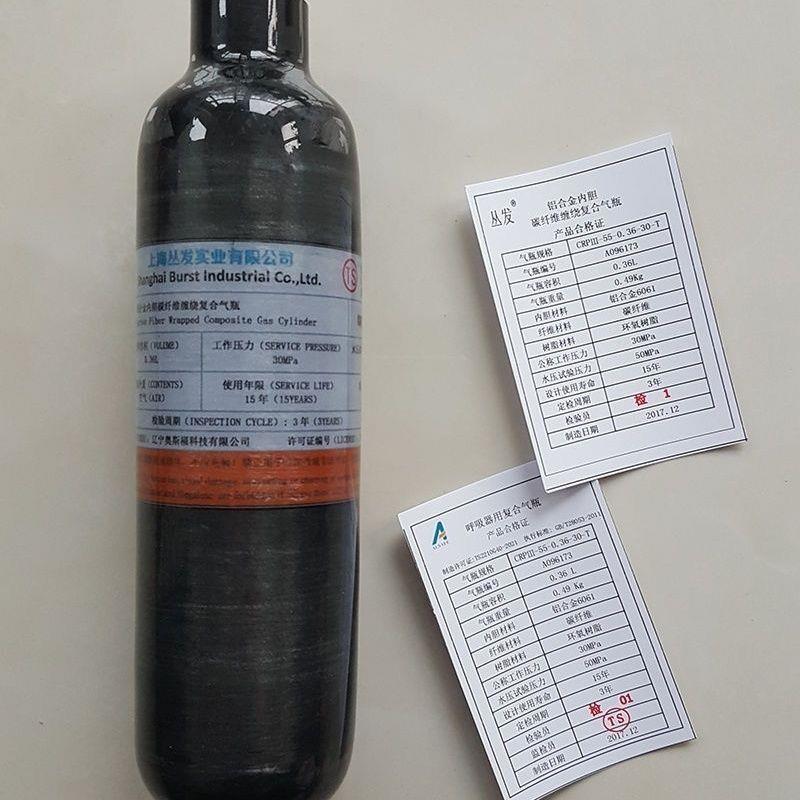 上海丛发实业有限公司
Shanghai Burst Industrial Co.,Ltd.
TS
金内胆碳纤维缠绕复合气瓶
Fiber Wrapped Composite Gas Cylinder
(VOLUME) 工作压力 (SERVICE PRESSURE)
0.36L 30MPa
(CONTENTS) 使用年限 (SERVICE LIFE)
(AIR) 15年 (15YEARS)
检验周期 (INSPECTION CYCLE): 3年 (3YEARS)
辽宁奥斯福科技有限公司 许可证编号
丛发®
铝合金内胆
碳纤维缠绕复合气瓶
产品合格证
气瓶规格 CRPIII-55-0.36-30-T
气瓶编号 A096173
气瓶容积 0.36L
气瓶重量 0.49Kg
内胆材料 铝合金6061
纤维材料 碳纤维
树脂材料 环氧树脂
公称工作压力 30MPa
水压试验压力 50MPa
设计使用寿命 15年
定检周期 3年
检验员 检 1
制造日期 2017.12
呼吸器用复合气瓶
产品合格证
制造许可证:TS2210640-2021 执行标准: GB/T28053-2011
气瓶规格 CRPIII-55-0.36-30-T
气瓶编号 A096173
气瓶容积 0.36 L
气瓶重量 0.49 Kg
内胆材料 铝合金6061
纤维材料 碳纤维
树脂材料 环氧树脂
公称工作压力 30MPa
水压试验压力 50MPa
设计使用寿命 15年
定检周期 3年
检验员 检 01
监检员 TS
制造日期 2017.12